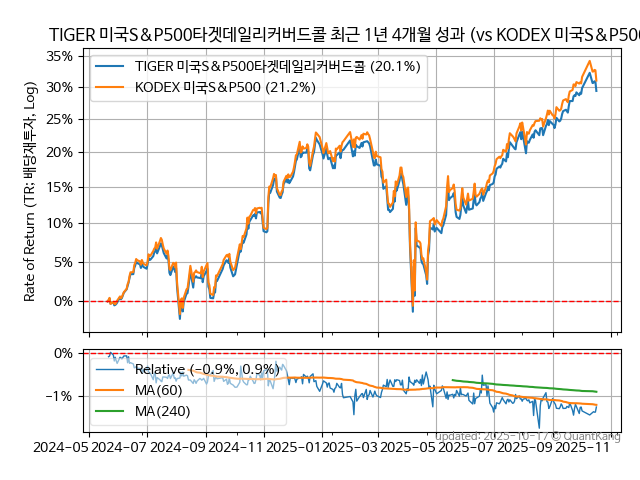 TIGER 미국S&P500타겟데일리커버드콜 최근 1년 4개월 성과 (vs KODEX 미국S&P500
Rate of Return (TR: 배당재투자, Log)
35%
30%
25%
20%
15%
10%
5%
0%
TIGER 미국S&P500타겟데일리커버드콜 (20.1%)
KODEX 미국S&P500 (21.2%)
0%
−1%
Relative (−0.9%, 0.9%)
MA(60)
MA(240)
updated: 2025-10-17 © QuantKang
2024-05 2024-07 2024-09 2024-11 2025-01 2025-03 2025-05 2025-07 2025-09 2025-11